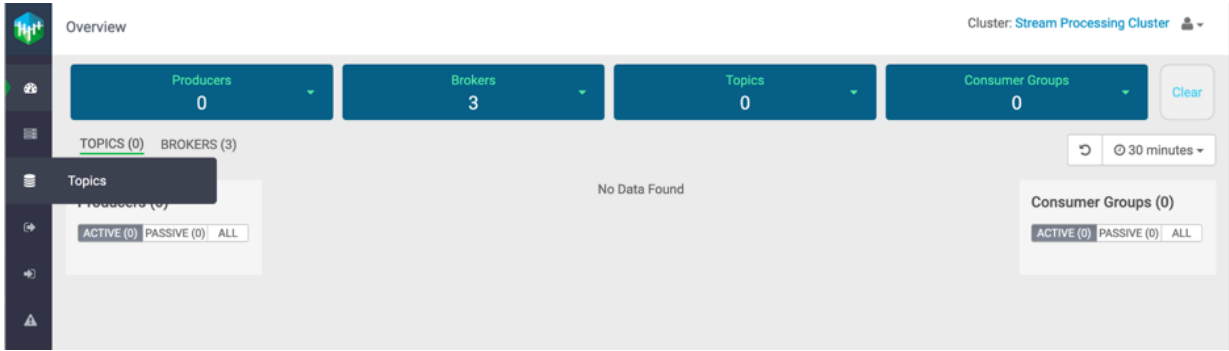 Overview
Cluster: Stream Processing Cluster
Producers
0
Brokers
3
Topics
0
Consumer Groups
0
Clear
TOPICS (0) BROKERS (3)
30 minutes
Topics
No Data Found
Producers (0)
ACTIVE (0) PASSIVE (0) ALL
Consumer Groups (0)
ACTIVE (0) PASSIVE (0) ALL